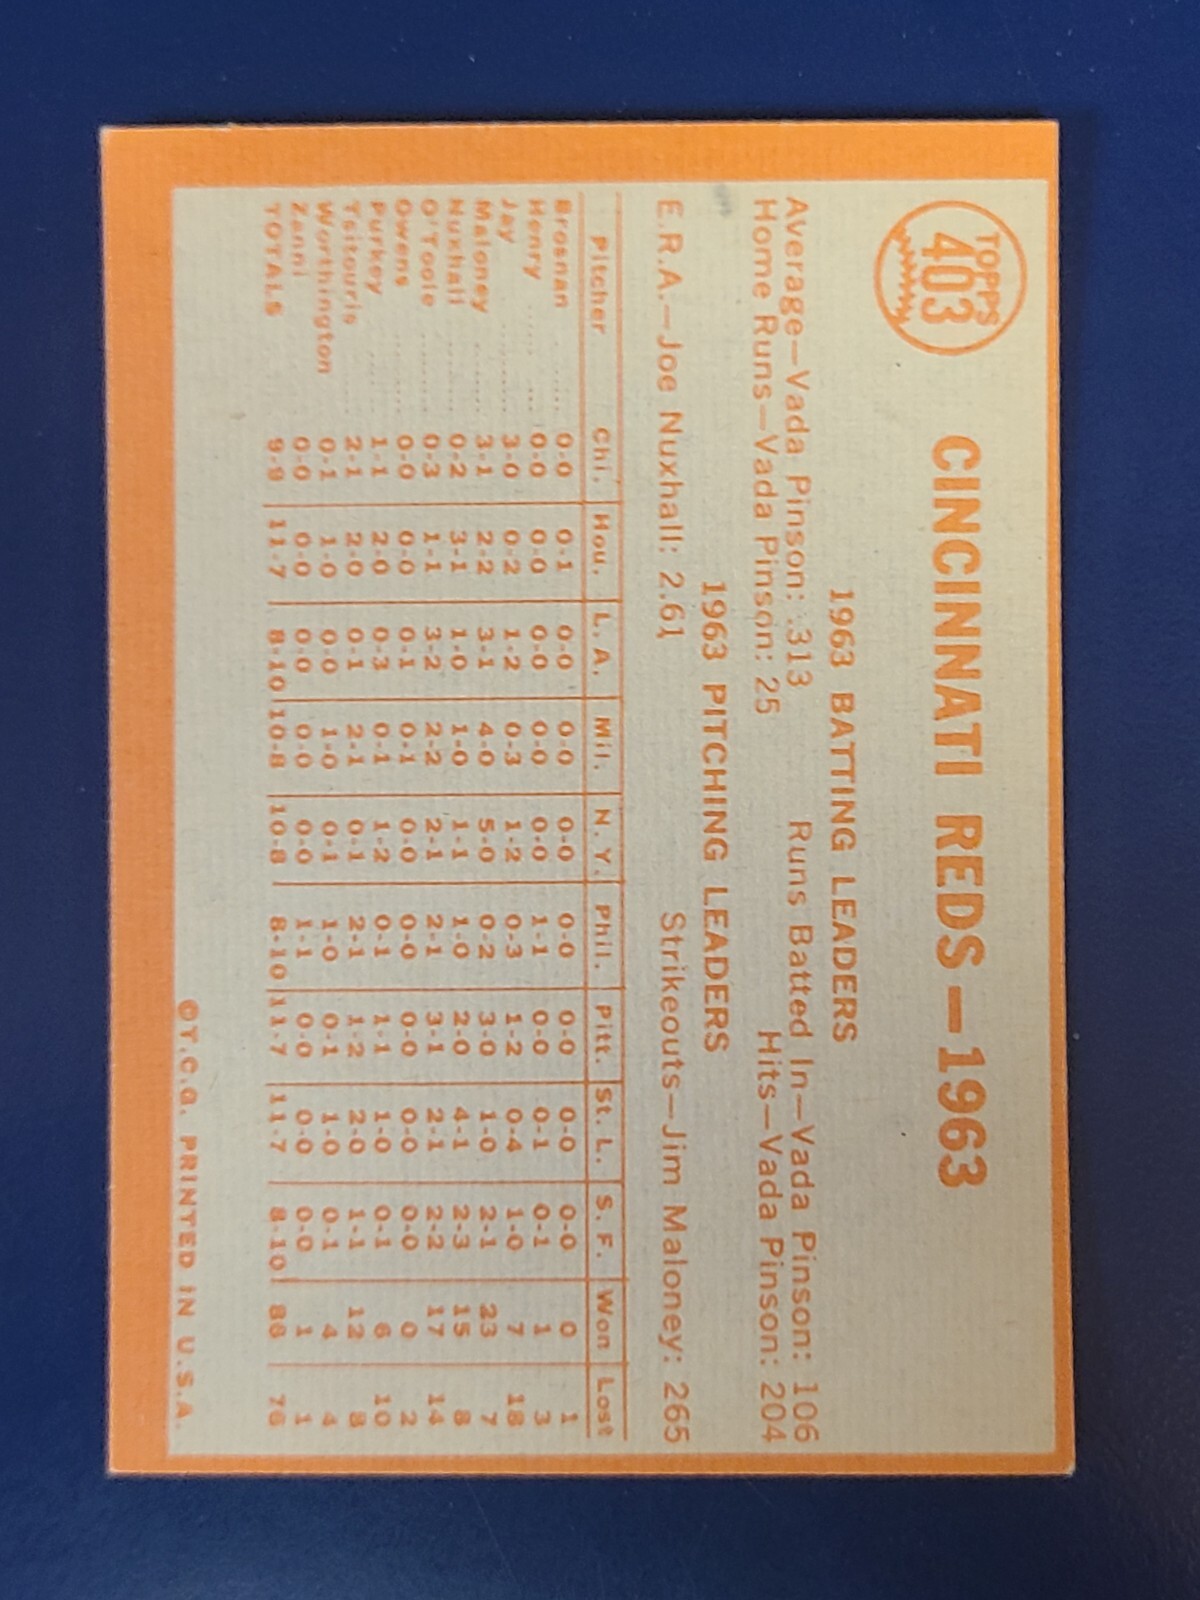 TOPPS
403
CINCINNATI REDS—1963
1963 BATTING LEADERS
Average—Vada Pinson: .313 Runs Batted In—Vada Pinson: 106
Home Runs—Vada Pinson: 25 Hits—Vada Pinson: 204
1963 PITCHING LEADERS
E.R.A.—Joe Nuxhall: 2.61 Strikeouts—Jim Maloney: 265
Pitcher Chi. Hou. L. A. Mil. N. Y. Phil. Pitt. St. L. S. F. Won Lost
Brosnan ..... 0-0 0-1 0-0 0-0 0-0 0-0 0-0 0-0 0-0 0 1
Henry ..... 0-0 0-0 0-0 0-0 0-0 1-1 0-0 0-1 0-1 1 3
Jay ..... 3-0 0-2 1-2 0-3 1-2 0-3 1-2 0-4 1-0 7 18
Maloney ..... 3-1 2-2 3-1 4-0 5-0 0-2 3-0 1-0 2-1 23 7
Nuxhall ..... 0-2 3-1 1-0 1-0 1-1 1-0 2-0 4-1 2-3 15 8
O'Toole ..... 0-3 1-1 3-2 2-2 2-1 2-1 3-1 2-1 2-2 17 14
Owens ..... 0-0 0-0 0-1 0-1 0-0 0-0 0-0 0-0 0-0 0 2
Purkey ..... 1-1 2-0 0-3 0-1 1-2 0-1 1-1 1-0 0-1 6 10
Tsitouris ..... 2-1 2-0 0-1 2-1 0-1 2-1 1-2 2-0 1-1 12 8
Worthington 0-1 1-0 0-0 1-0 0-1 1-0 0-1 1-0 0-1 4 4
Zanni 0-0 0-0 0-0 0-0 0-0 1-1 0-0 0-0 0-0 1 1
TOTALS 9-9 11-7 8-10 10-8 10-8 8-10 11-7 11-7 8-10 86 76
©T.C.G. PRINTED IN U.S.A.